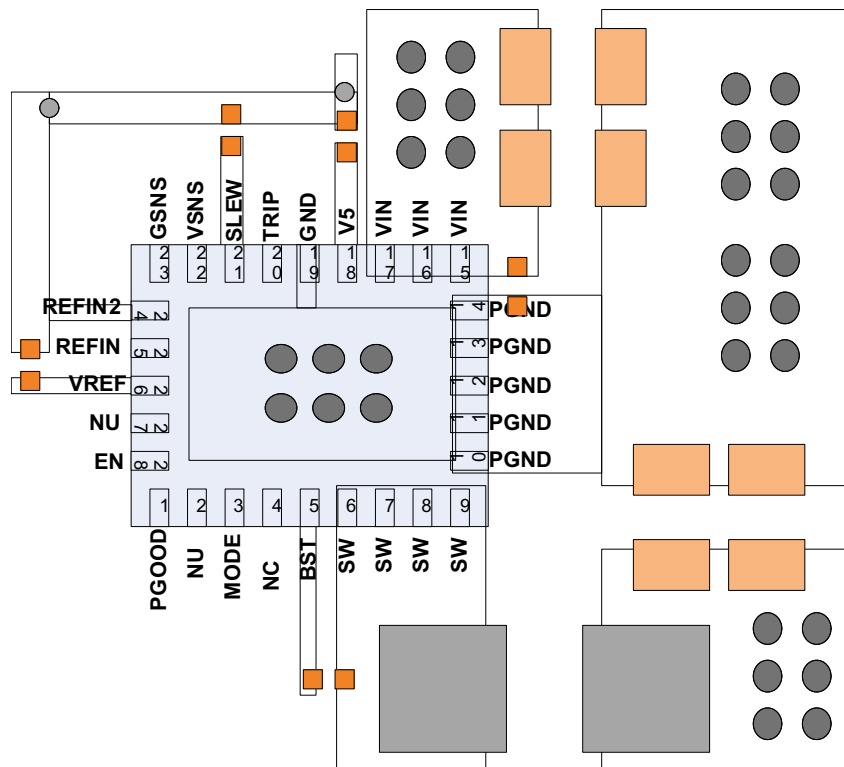 GSNS
VSNS
SLEW
TRIP
GND
V5
VIN
VIN
VIN
23
22
21
20
19
18
17
16
15
REFIN2
24
14
PGND
REFIN
25
13
PGND
VREF
26
12
PGND
NU
27
11
PGND
EN
28
10
PGND
1
2
3
4
5
6
7
8
9
PGOOD
NU
MODE
NC
BST
SW
SW
SW
SW